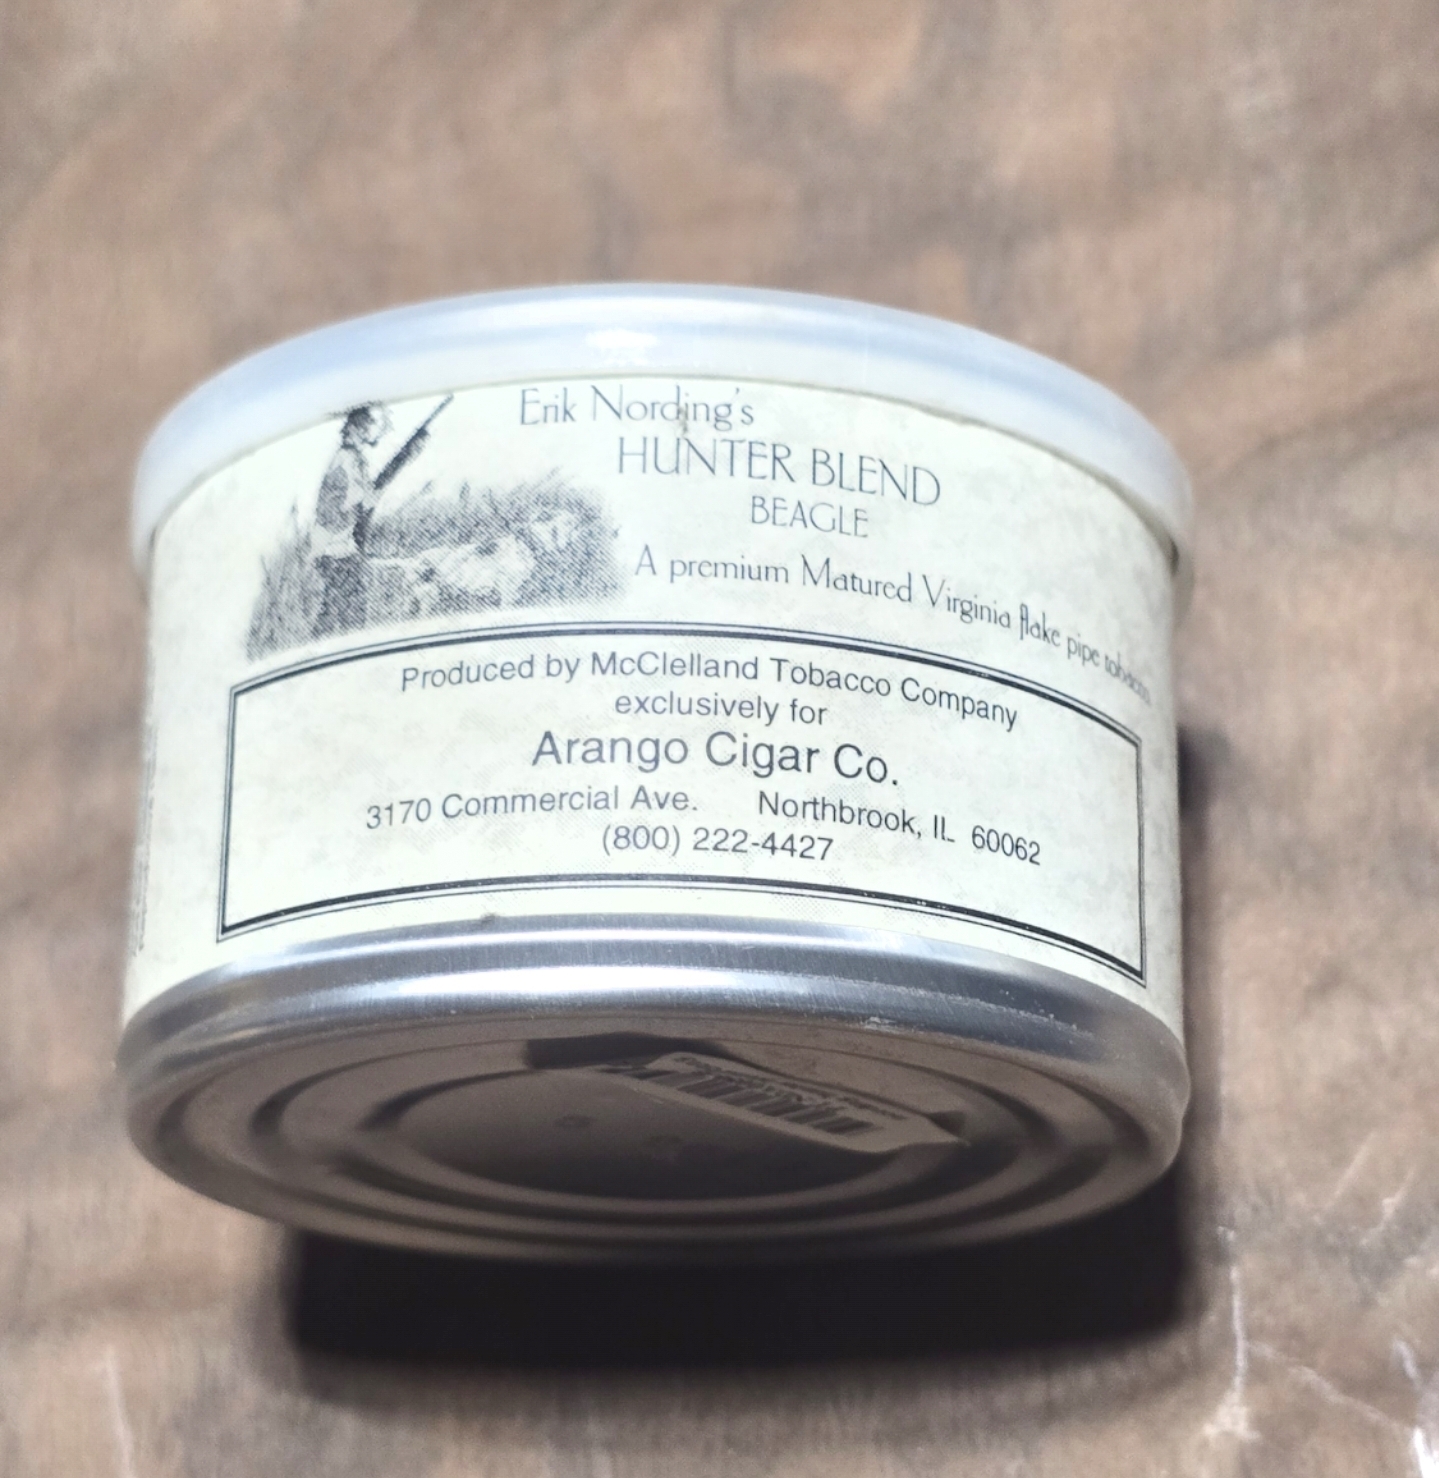 Erik Nording's
HUNTER BLEND
BEAGLE
A premium Matured Virginia flake pipe tobacco
Produced by McClelland Tobacco Company
exclusively for
Arango Cigar Co.
3170 Commercial Ave. Northbrook, IL 60062
(800) 222-4427